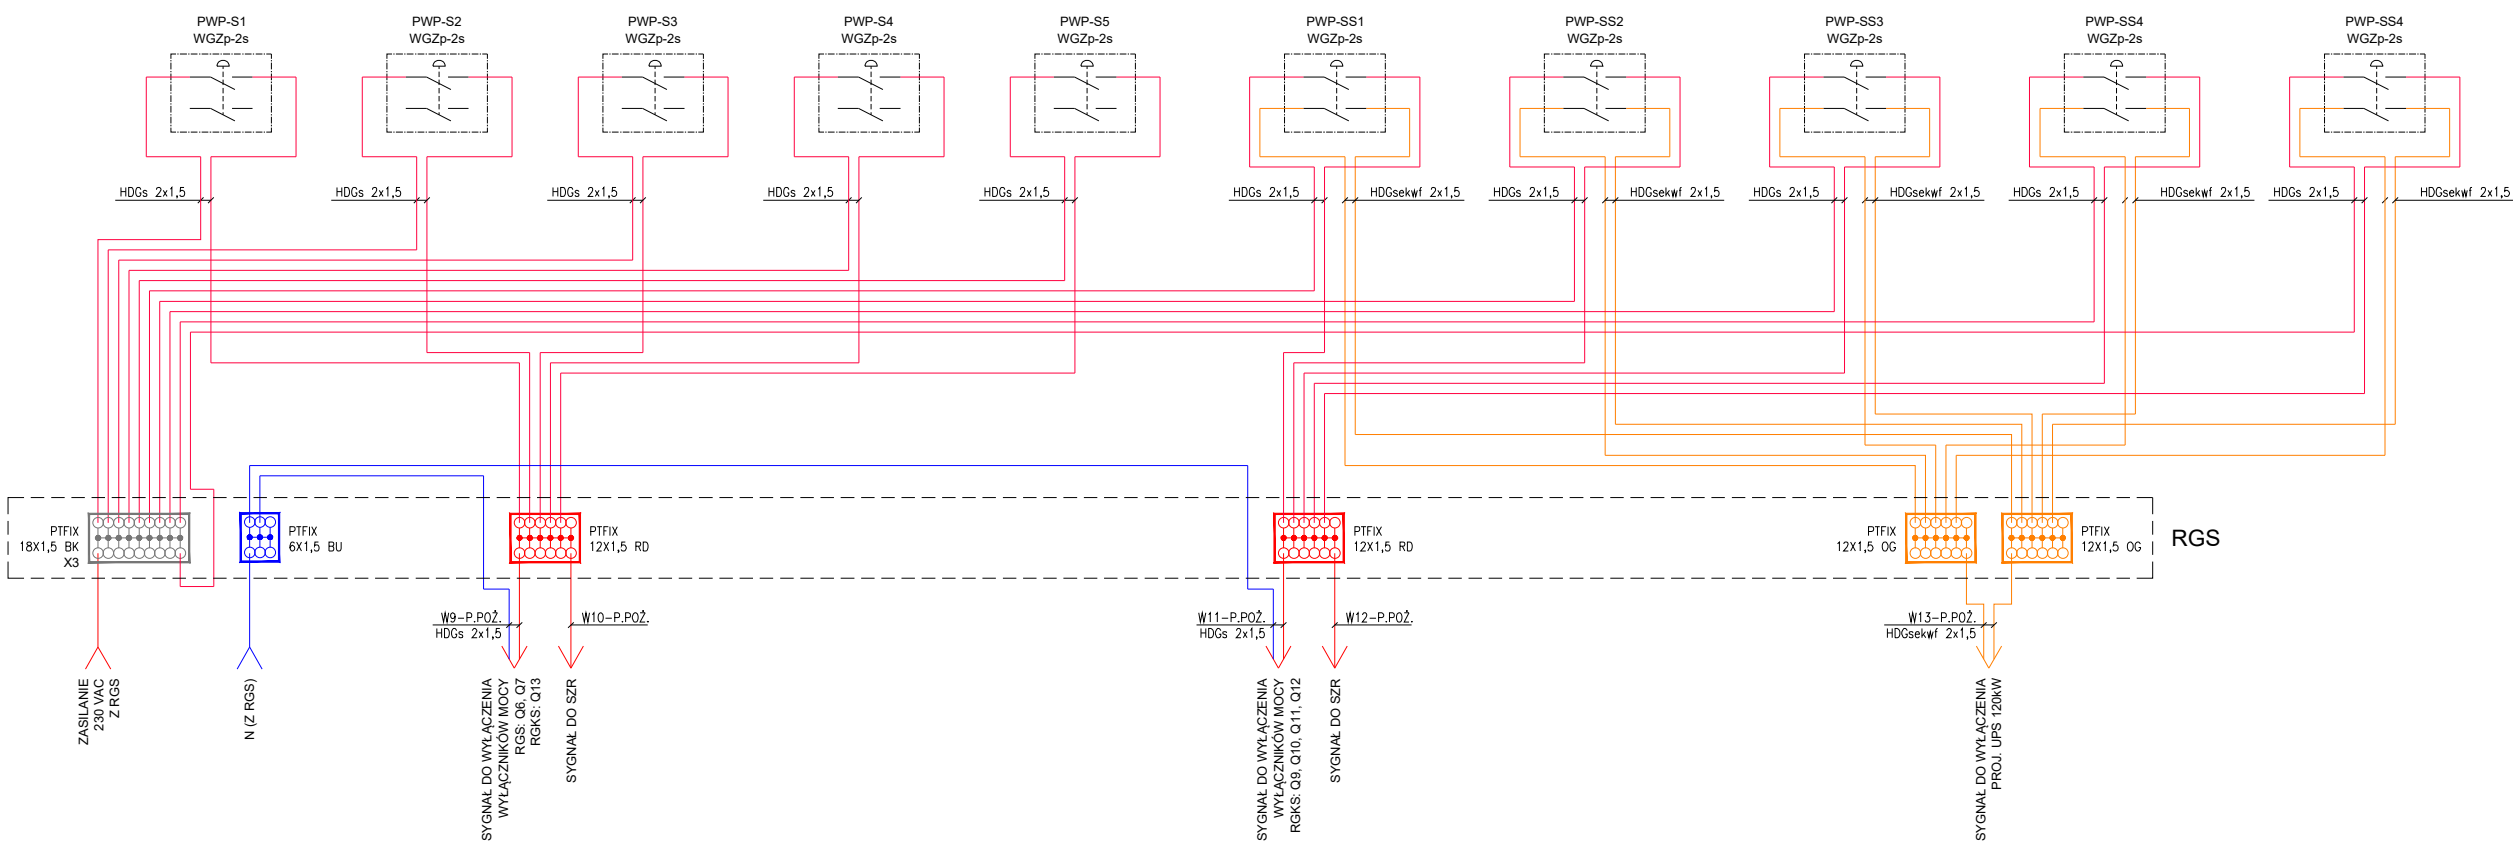 PWP-S1
WGZp-2s
PWP-S2
WGZp-2s
PWP-S3
WGZp-2s
PWP-S4
WGZp-2s
PWP-S5
WGZp-2s
PWP-SS1
WGZp-2s
PWP-SS2
WGZp-2s
PWP-SS3
WGZp-2s
PWP-SS4
WGZp-2s
PWP-SS4
WGZp-2s
HDGs 2x1,5
HDGs 2x1,5
HDGs 2x1,5
HDGs 2x1,5
HDGs 2x1,5
HDGs 2x1,5
HDGsekwf 2x1,5
HDGs 2x1,5
HDGsekwf 2x1,5
HDGs 2x1,5
HDGsekwf 2x1,5
HDGs 2x1,5
HDGsekwf 2x1,5
HDGs 2x1,5
HDGsekwf 2x1,5
PTFIX
18X1,5 BK
X3
PTFIX
6X1,5 BU
PTFIX
12X1,5 RD
PTFIX
12X1,5 RD
PTFIX
12X1,5 OG
PTFIX
12X1,5 OG
RGS
W9-P.POŻ.
HDGs 2x1,5
W10-P.POŻ.
W11-P.POŻ.
HDGs 2x1,5
W12-P.POŻ.
W13-P.POŻ.
HDGsekwf 2x1,5
ZASILANIE
230 VAC
Z RGS
N (Z RGS)
SYGNAŁ DO WYŁĄCZENIA
WYŁĄCZNIKÓW MOCY
RGS: Q6, Q7
RGKS: Q13
SYGNAŁ DO SZR
SYGNAŁ DO WYŁĄCZENIA
WYŁĄCZNIKÓW MOCY
RGKS: Q9, Q10, Q11, Q12
SYGNAŁ DO SZR
SYGNAŁ DO WYŁĄCZENIA
PROJ. UPS 120kW